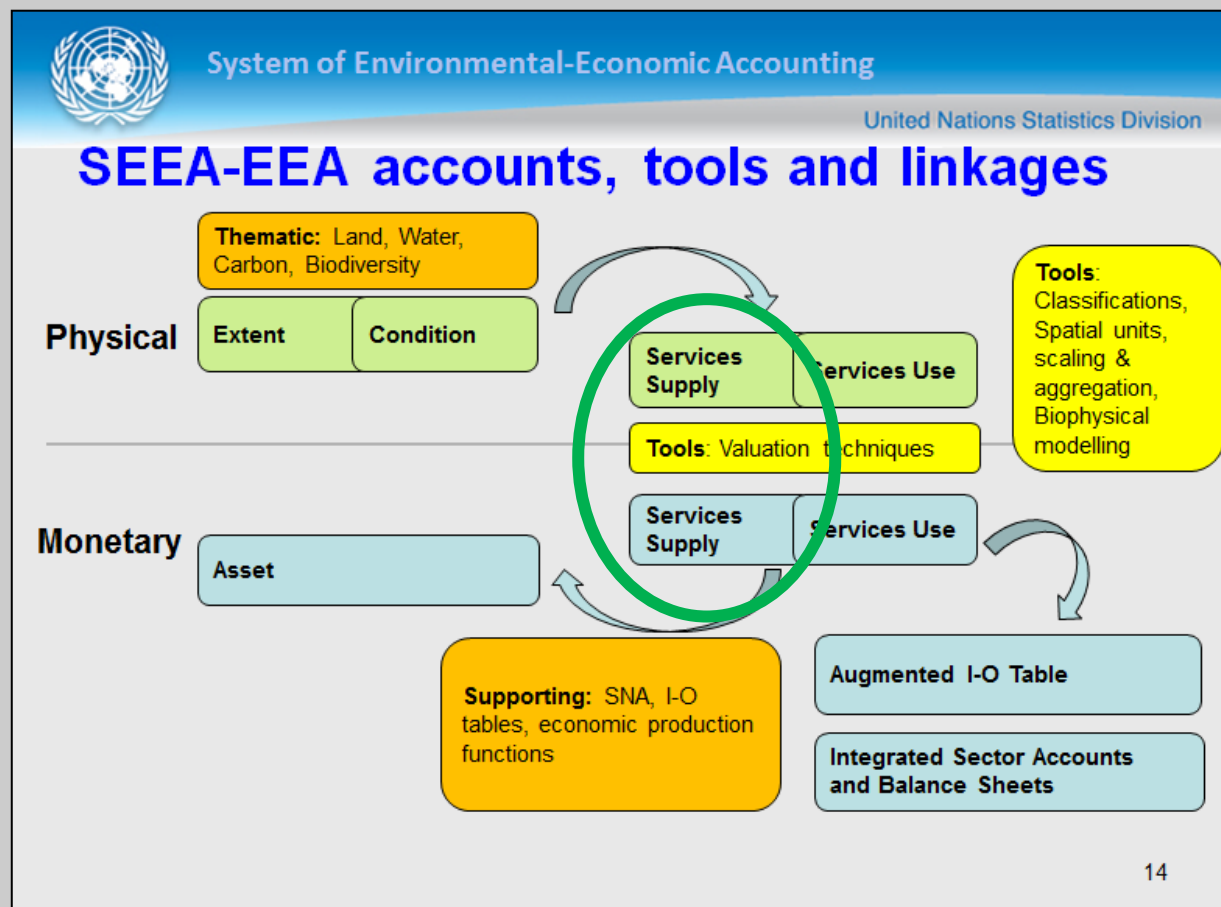 System of Environmental-Economic Accounting
United Nations Statistics Division
SEEA-EEA accounts, tools and linkages
Thematic: Land, Water,
Carbon, Biodiversity
Physical
Extent
Condition
Services
Supply
Services Use
Tools:
Classifications,
Spatial units,
scaling &
aggregation,
Biophysical
modelling
Tools: Valuation techniques
Monetary
Asset
Services
Supply
Services Use
Supporting: SNA, I-O
tables, economic production
functions
Augmented I-O Table
Integrated Sector Accounts
and Balance Sheets
14